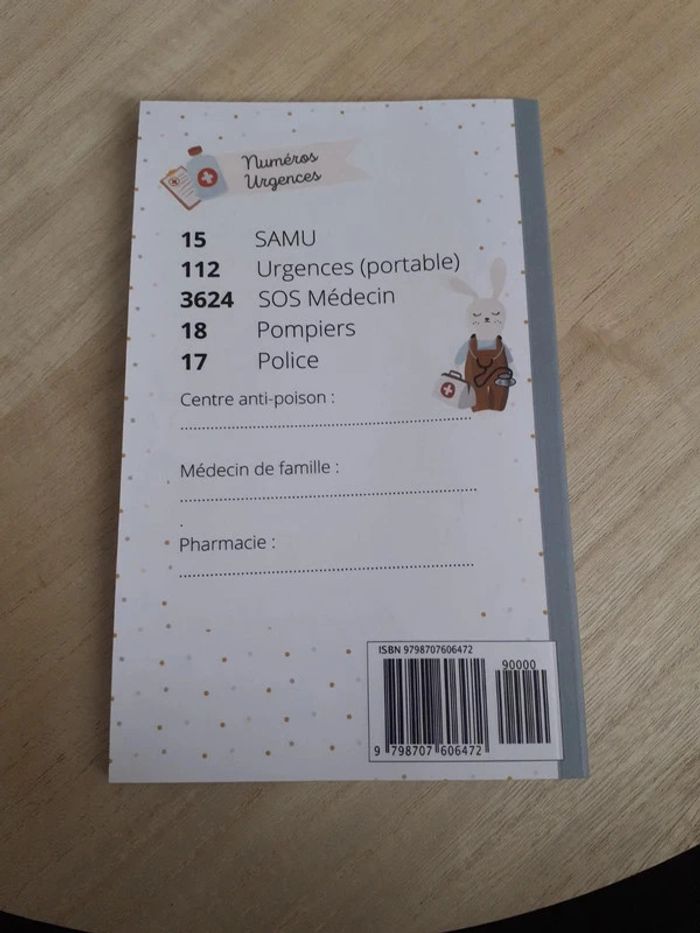 Numéros
Urgences
15 SAMU
112 Urgences (portable)
3624 SOS Médecin
18 Pompiers
17 Police
Centre anti-poison :
................................................................
Médecin de famille :
................................................................
.
Pharmacie :
................................................................
ISBN 9798707606472
90000
9 798707 606472